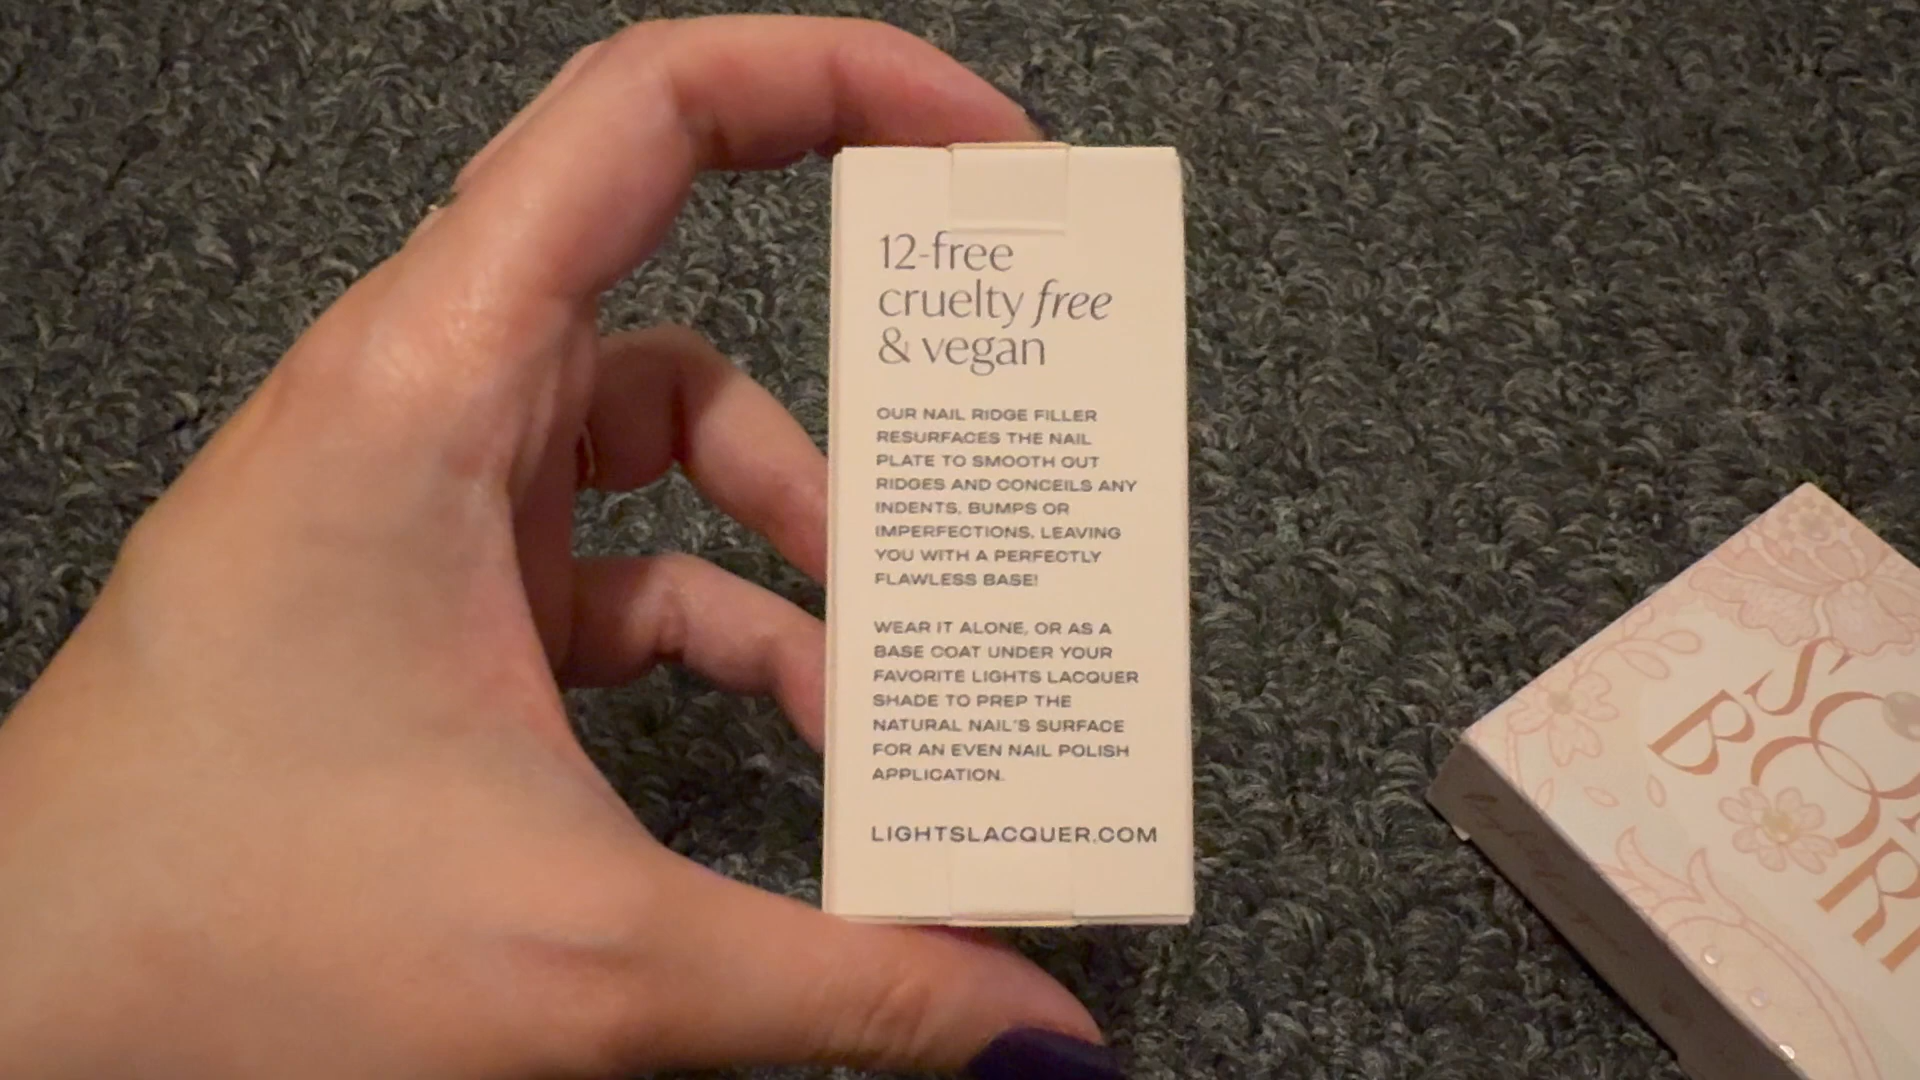 12-free
cruelty free
& vegan
OUR NAIL RIDGE FILLER
RESURFACES THE NAIL
PLATE TO SMOOTH OUT
RIDGES AND CONCEILS ANY
INDENTS, BUMPS OR
IMPERFECTIONS, LEAVING
YOU WITH A PERFECTLY
FLAWLESS BASE!
WEAR IT ALONE, OR AS A
BASE COAT UNDER YOUR
FAVORITE LIGHTS LACQUER
SHADE TO PREP THE
NATURAL NAIL'S SURFACE
FOR AN EVEN NAIL POLISH
APPLICATION.
LIGHTSLACQUER.COM